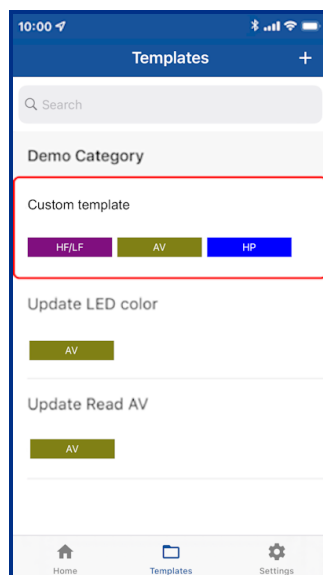 10:00
Templates +
Search
Demo Category
Custom template
HF/LF AV HP
Update LED color
AV
Update Read AV
AV
Home Templates Settings